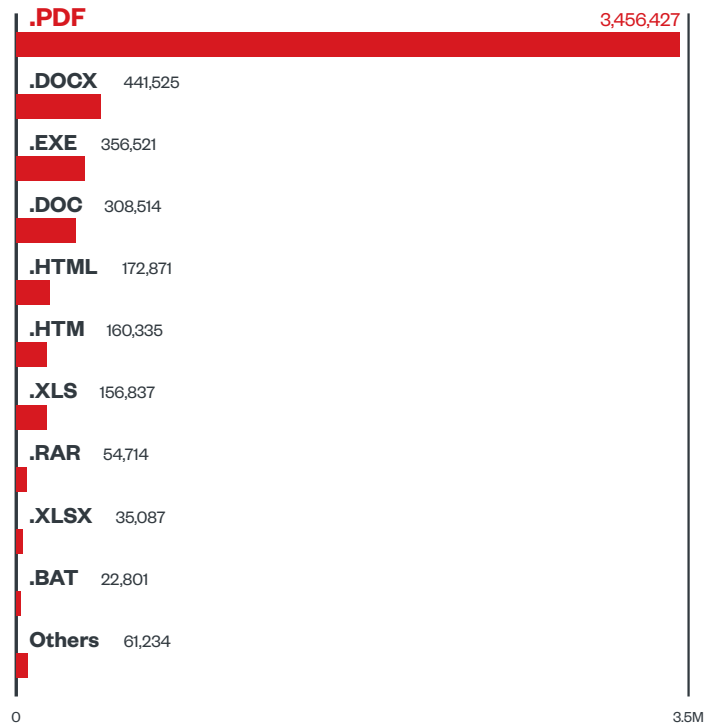 .PDF 3,456,427
.DOCX 441,525
.EXE 356,521
.DOC 308,514
.HTML 172,871
.HTM 160,335
.XLS 156,837
.RAR 54,714
.XLSX 35,087
.BAT 22,801
Others 61,234
0 3.5M